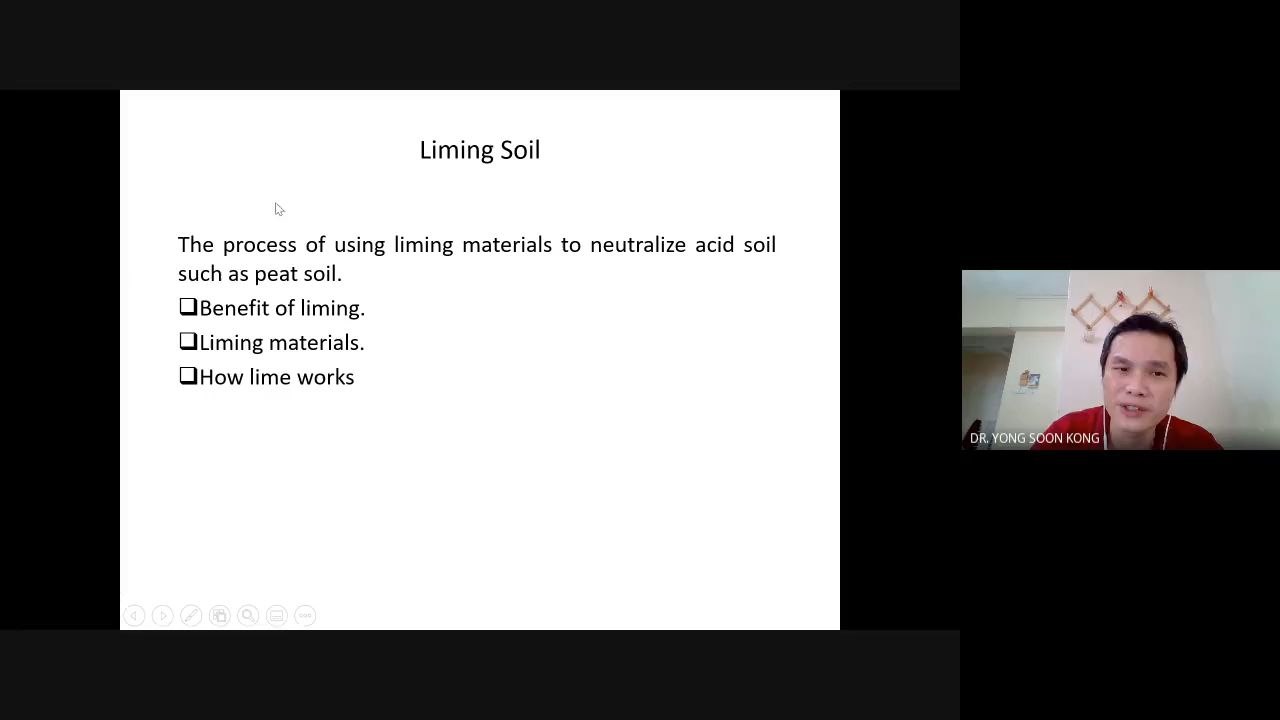 Liming Soil
The process of using liming materials to neutralize acid soil
such as peat soil.
❑Benefit of liming.
❑Liming materials.
❑How lime works
DR. YONG SOON KONG